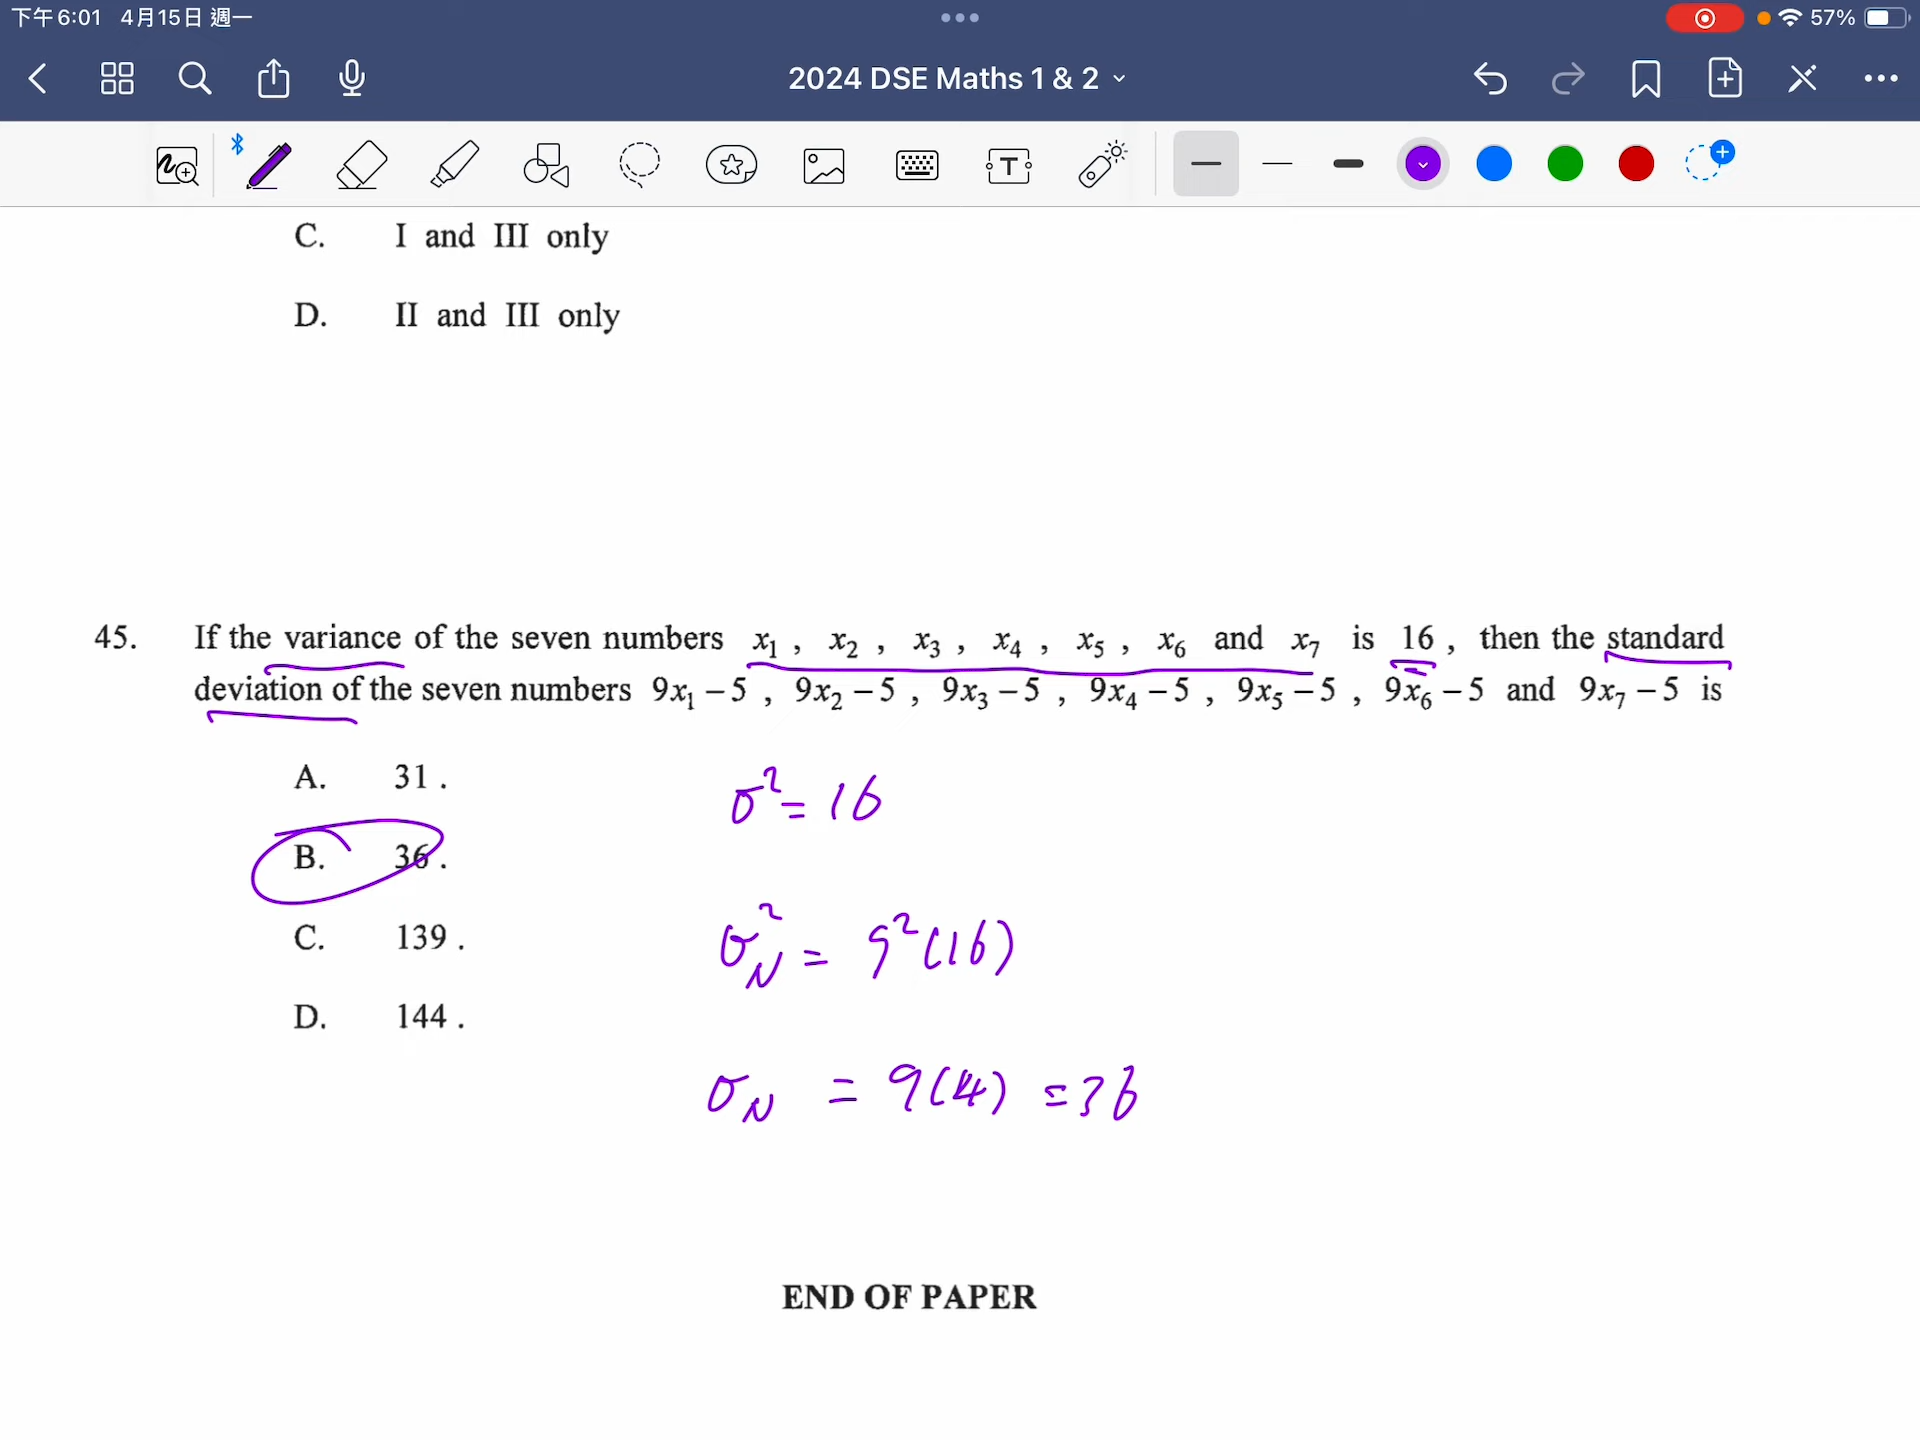 下午6:01 4月15日 週一
57%
2024 DSE Maths 1 & 2
T
C. I and III only
D. II and III only
45. If the variance of the seven numbers x₁ , x₂ , x₃ , x₄ , x₅ , x₆ and x₇ is 16 , then the standard
deviation of the seven numbers 9x₁ – 5 , 9x₂ – 5 , 9x₃ – 5 , 9x₄ – 5 , 9x₅ – 5 , 9x₆ – 5 and 9x₇ – 5 is
A. 31 .
σ² = 16
B. 36 .
C. 139 .
σ_N² = 9²(16)
D. 144 .
σ_N = 9(4) = 36
END OF PAPER